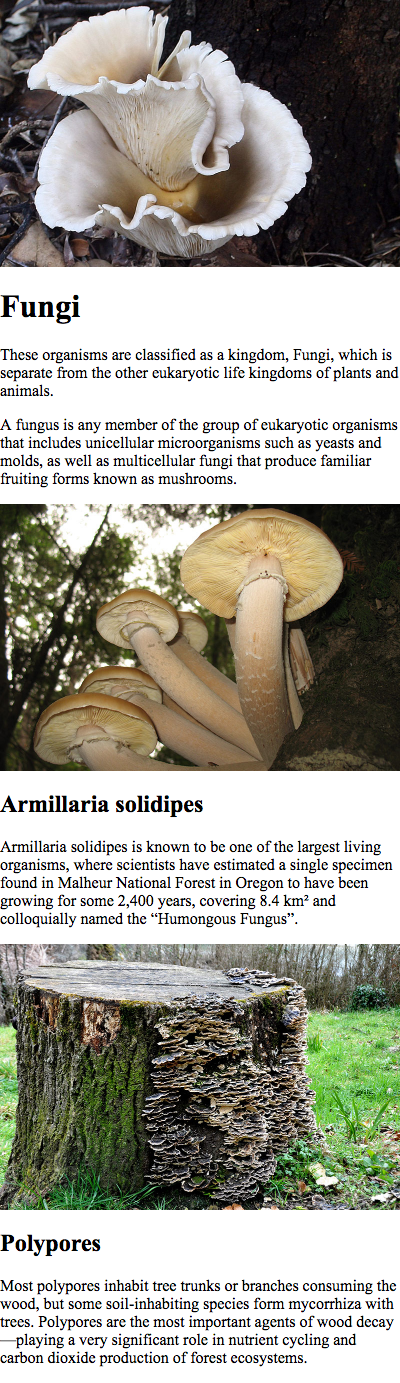 Fungi
These organisms are classified as a kingdom, Fungi, which is
separate from the other eukaryotic life kingdoms of plants and
animals.
A fungus is any member of the group of eukaryotic organisms
that includes unicellular microorganisms such as yeasts and
molds, as well as multicellular fungi that produce familiar
fruiting forms known as mushrooms.
Armillaria solidipes
Armillaria solidipes is known to be one of the largest living
organisms, where scientists have estimated a single specimen
found in Malheur National Forest in Oregon to have been
growing for some 2,400 years, covering 8.4 km² and
colloquially named the “Humongous Fungus”.
Polypores
Most polypores inhabit tree trunks or branches consuming the
wood, but some soil-inhabiting species form mycorrhiza with
trees. Polypores are the most important agents of wood decay
—playing a very significant role in nutrient cycling and
carbon dioxide production of forest ecosystems.